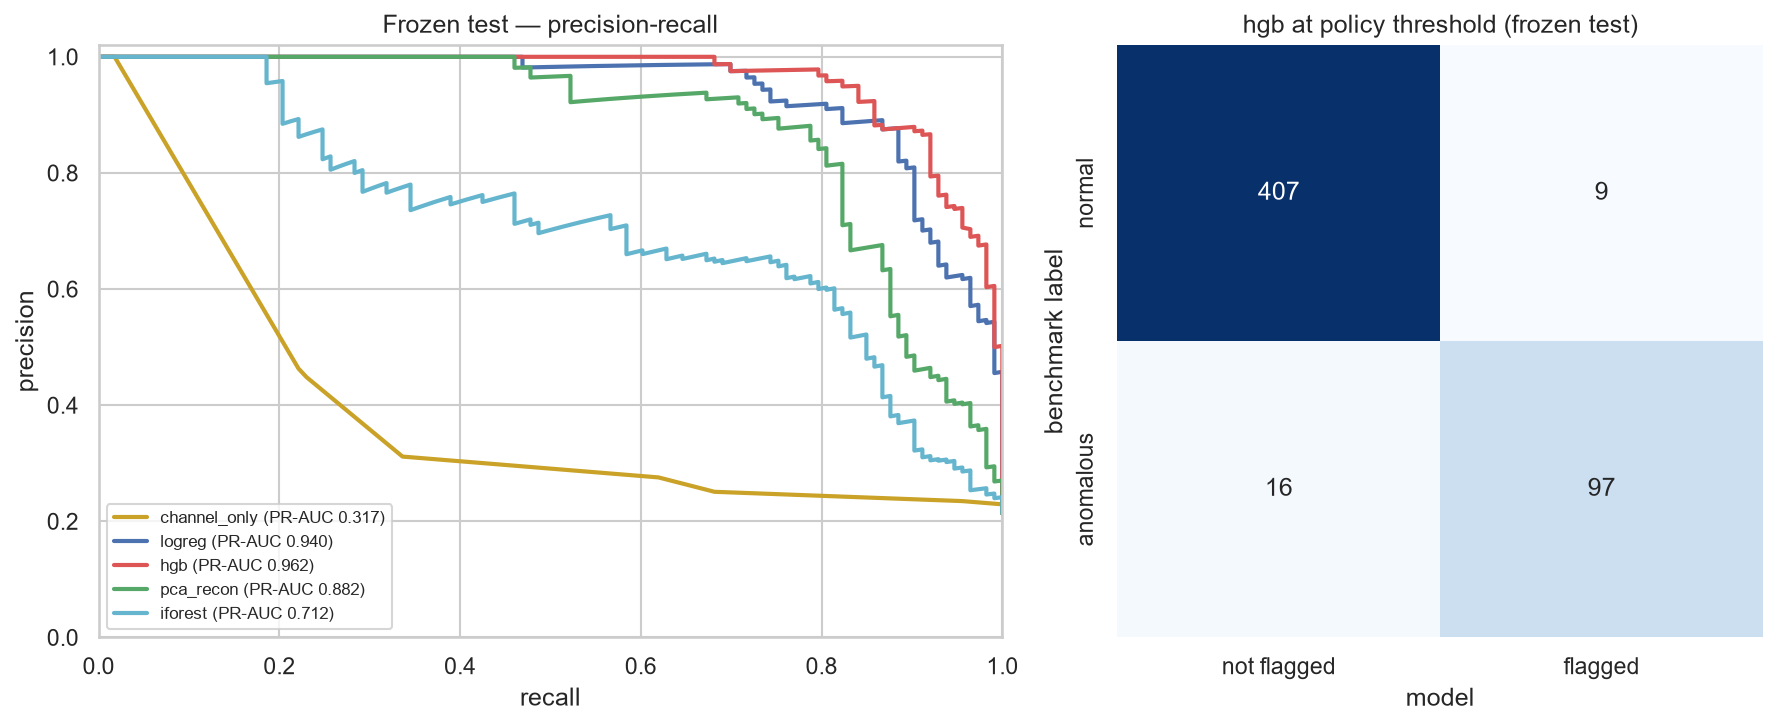 Frozen test — precision-recall
1.0
0.8
0.6
0.4
0.2
0.0
precision
channel_only (PR-AUC 0.317)
logreg (PR-AUC 0.940)
hgb (PR-AUC 0.962)
pca_recon (PR-AUC 0.882)
iforest (PR-AUC 0.712)
0.0 0.2 0.4 0.6 0.8 1.0
recall
hgb at policy threshold (frozen test)
benchmark label
normal
anomalous
407 9
16 97
not flagged flagged
model